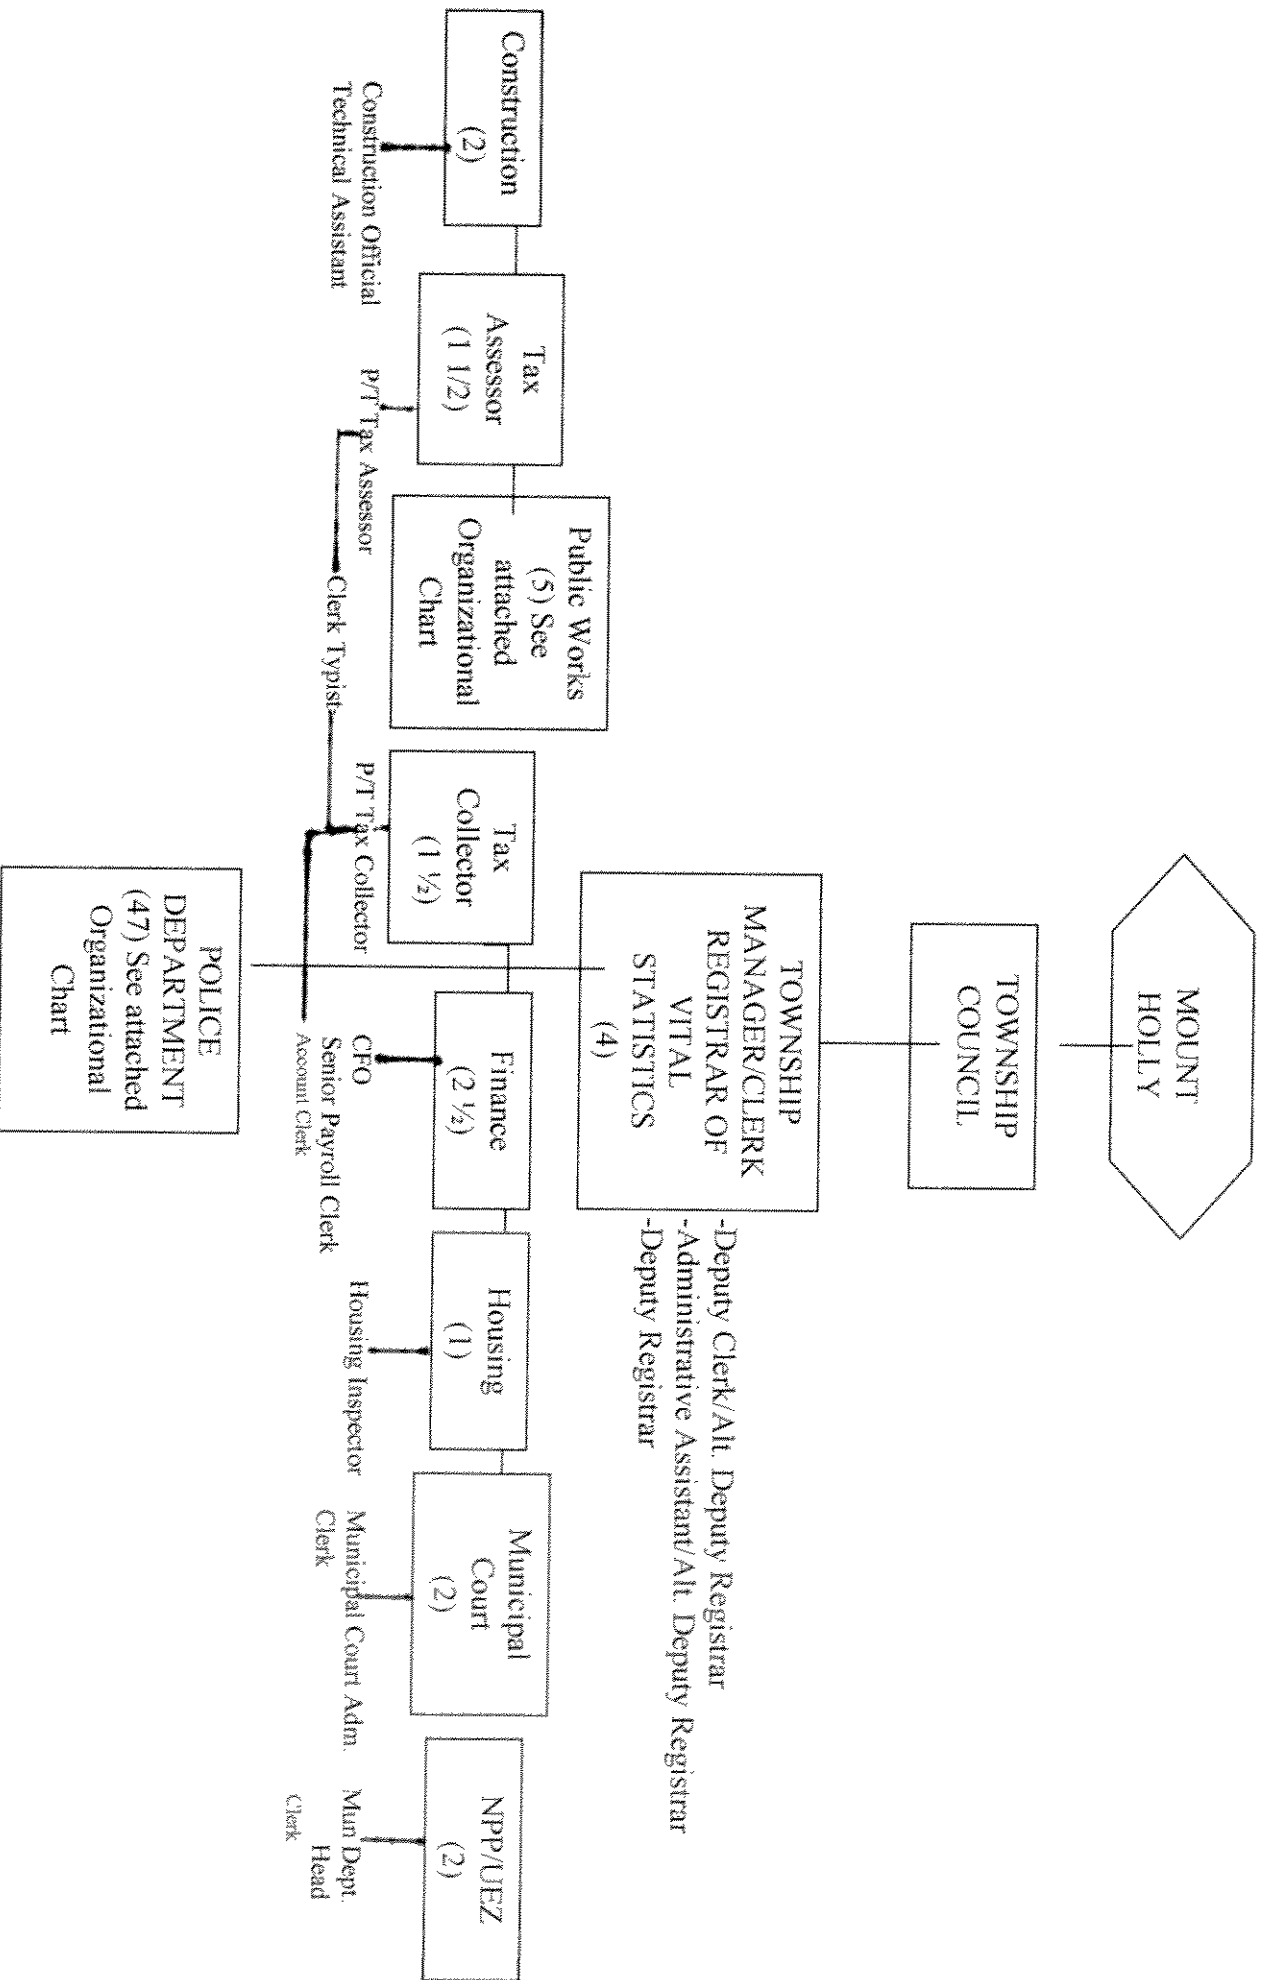 MOUNT
HOLLY
TOWNSHIP
COUNCIL
TOWNSHIP
MANAGER/CLERK
REGISTRAR OF
VITAL
STATISTICS
(4)
-Deputy Clerk/Alt. Deputy Registrar
-Administrative Assistant/Alt. Deputy Registrar
-Deputy Registrar
Construction
(2)
Construction Official
Technical Assistant
Tax
Assessor
(1 1/2)
P/T Tax Assessor
Clerk Typist
Public Works
(5) See
attached
Organizational
Chart
Tax
Collector
(1 ½)
P/T Tax Collector
Finance
(2 ½)
CFO
Senior Payroll Clerk
Account Clerk
Housing
(1)
Housing Inspector
Municipal
Court
(2)
Municipal Court Adm.
Clerk
NPP/UEZ
(2)
Mun Dept.
Head
Clerk
POLICE
DEPARTMENT
(47) See attached
Organizational
Chart